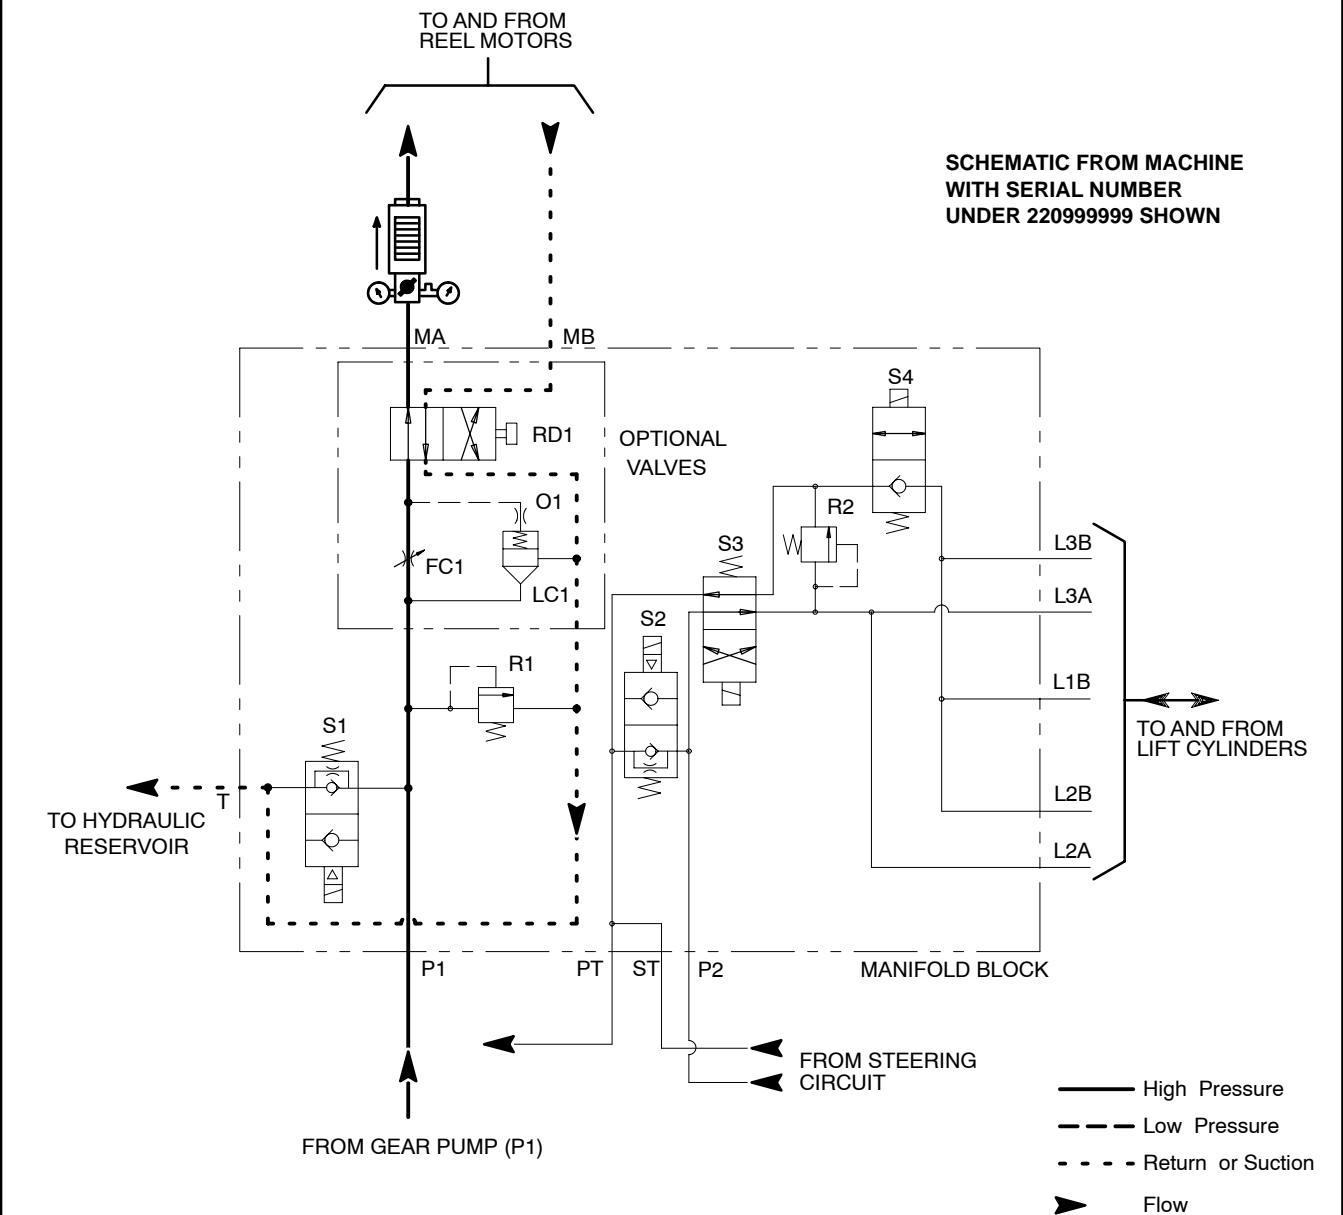 TO AND FROM
REEL MOTORS
SCHEMATIC FROM MACHINE
WITH SERIAL NUMBER
UNDER 220999999 SHOWN
MA
MB
S4
RD1
OPTIONAL
VALVES
O1
R2
FC1
LC1
S3
L3B
L3A
S2
R1
L1B
S1
TO AND FROM
LIFT CYLINDERS
T
L2B
TO HYDRAULIC
RESERVOIR
L2A
P1
PT
ST
P2
MANIFOLD BLOCK
FROM STEERING
CIRCUIT
FROM GEAR PUMP (P1)
High Pressure
Low Pressure
Return or Suction
Flow